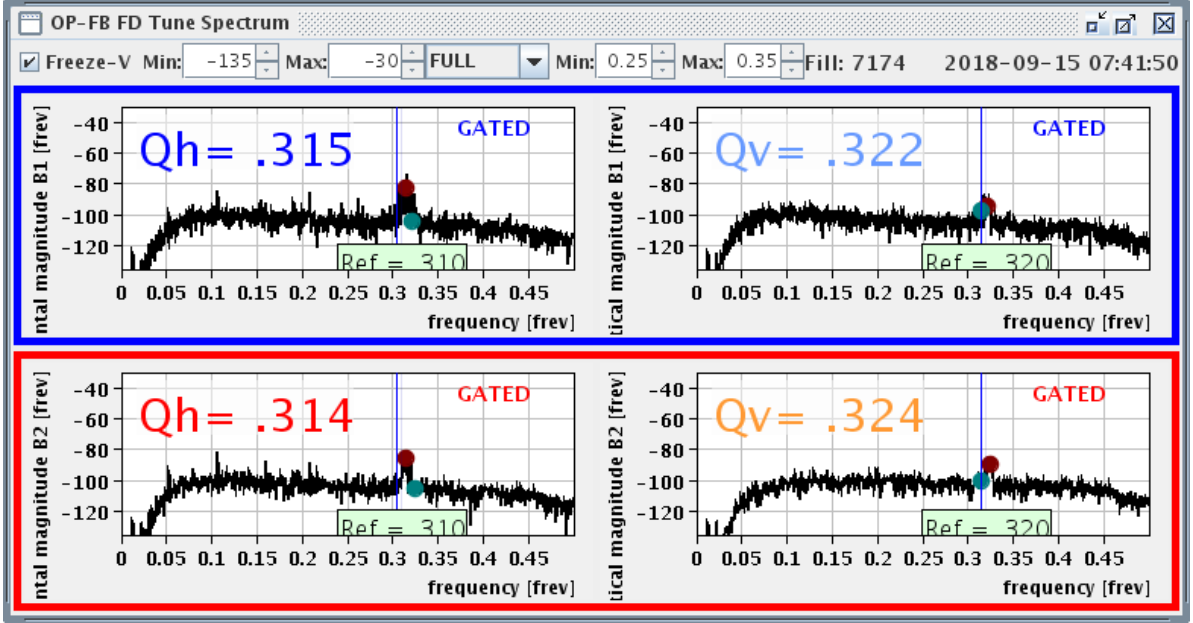 OP-FB FD Tune Spectrum
Freeze-V Min: -135 Max: -30 FULL Min: 0.25 Max: 0.35 Fill: 7174 2018-09-15 07:41:50
ntal magnitude B1 [frev]
-40
-60
-80
-100
-120
Qh= .315
GATED
Ref = 310
0 0.05 0.1 0.15 0.2 0.25 0.3 0.35 0.4 0.45
frequency [frev]
tical magnitude B1 [frev]
-40
-60
-80
-100
-120
Qv= .322
GATED
Ref = 320
0 0.05 0.1 0.15 0.2 0.25 0.3 0.35 0.4 0.45
frequency [frev]
ntal magnitude B2 [frev]
-40
-60
-80
-100
-120
Qh= .314
GATED
Ref = 310
0 0.05 0.1 0.15 0.2 0.25 0.3 0.35 0.4 0.45
frequency [frev]
tical magnitude B2 [frev]
-40
-60
-80
-100
-120
Qv= .324
GATED
Ref = 320
0 0.05 0.1 0.15 0.2 0.25 0.3 0.35 0.4 0.45
frequency [frev]